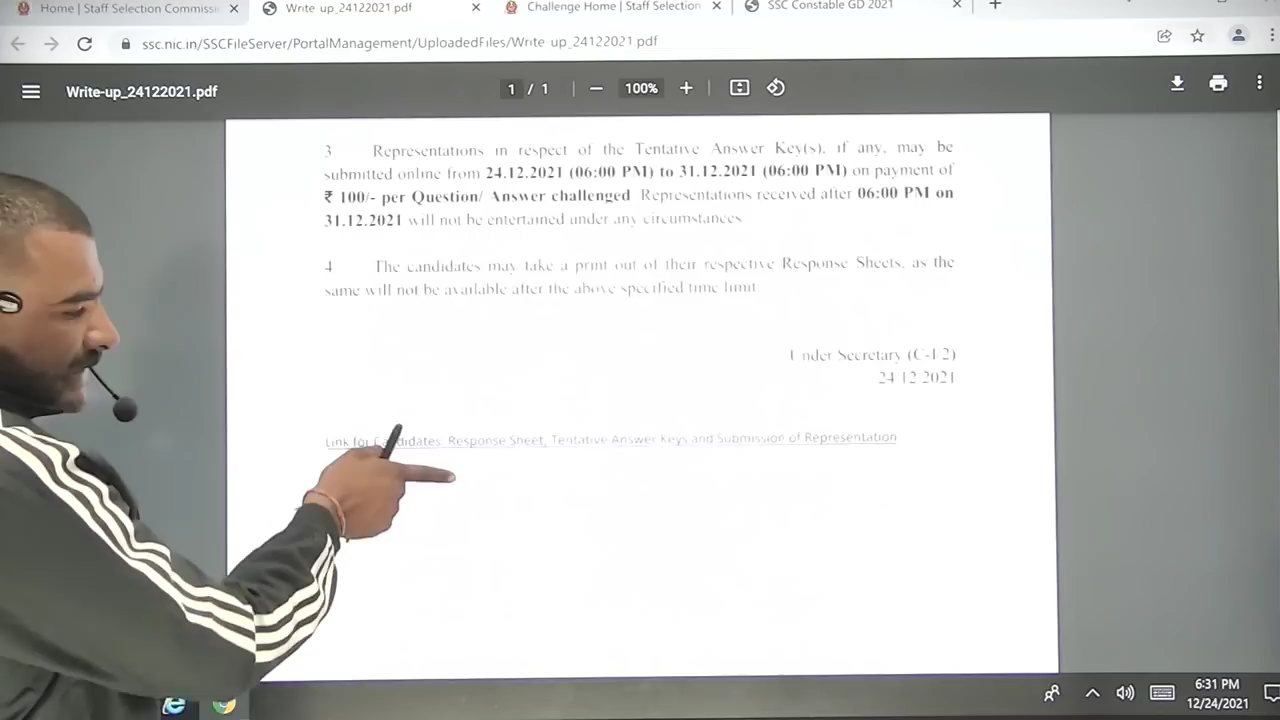 Home | Staff Selection Commissi
Write up_24122021 pdf
Challenge Home | Staff Selection
SSC Constable GD 2021
ssc.nic.in/SSCFileServer/PortalManagement/UploadedFiles/Write up_24122021 pdf
Write-up_24122021.pdf
1 / 1
100%
3 Representations in respect of the Tentative Answer Key(s), if any, may be
submitted online from 24.12.2021 (06:00 PM) to 31.12.2021 (06:00 PM) on payment of
₹ 100/- per Question/ Answer challenged Representations received after 06:00 PM on
31.12.2021 will not be entertained under any circumstances
4 The candidates may take a print out of their respective Response Sheets, as the
same will not be available after the above specified time limit
Under Secretary (C-I 2)
24 12 2021
Link for Candidates Response Sheet, Tentative Answer Keys and Submission of Representation
6:31 PM
12/24/2021